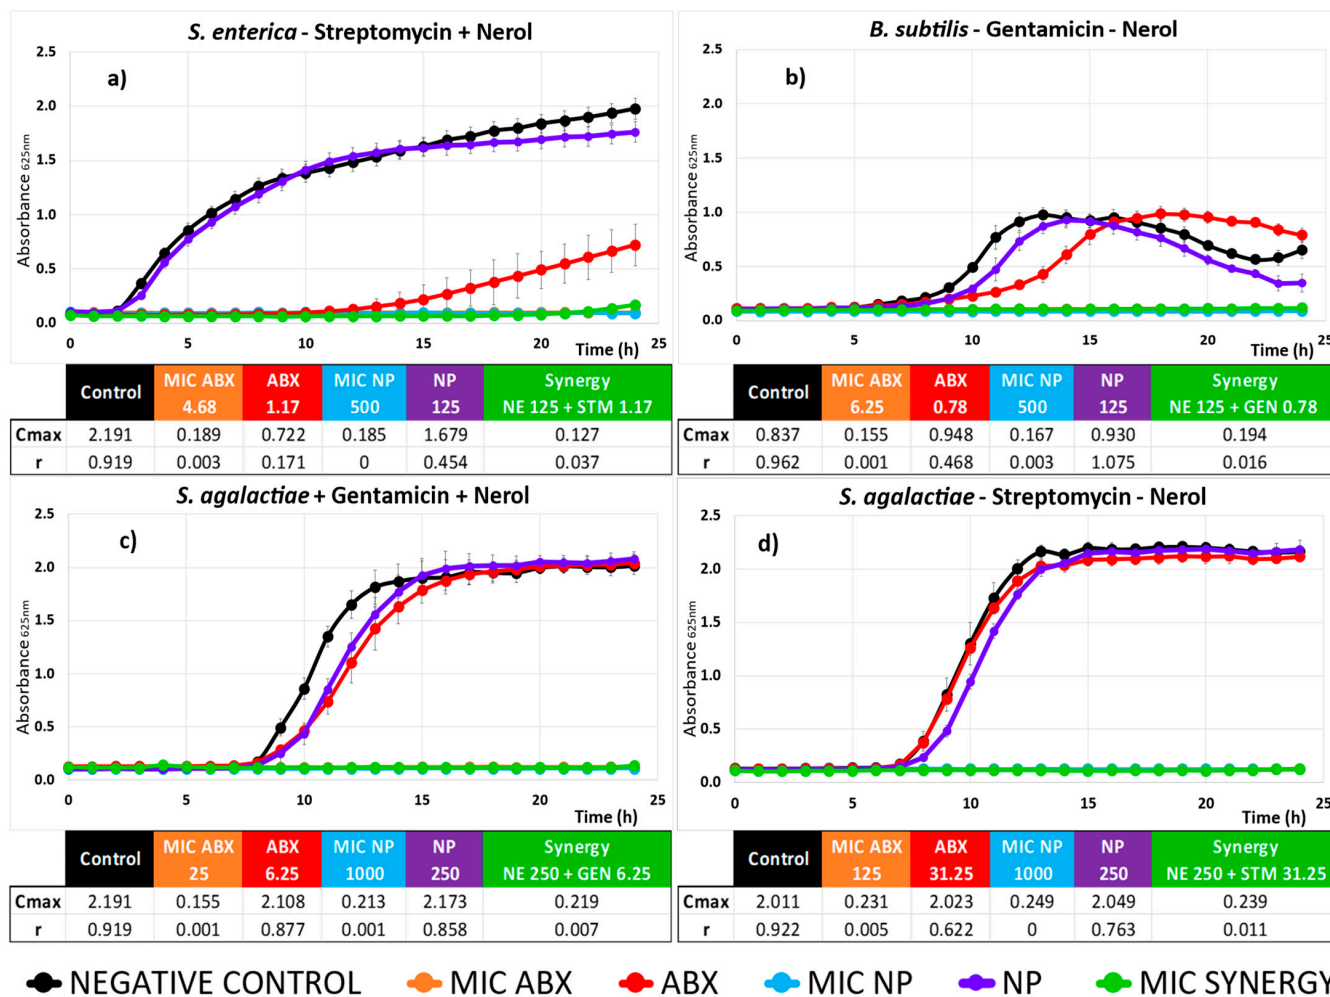 S. enterica - Streptomycin + Nerol
a)
2.5
2.0
1.5
1.0
0.5
0.0
Absorbance 625nm
0 5 10 15 20 25
Time (h)
Control MIC ABX 4.68 ABX 1.17 MIC NP 500 NP 125 Synergy NE 125 + STM 1.17
Cmax 2.191 0.189 0.722 0.185 1.679 0.127
r 0.919 0.003 0.171 0 0.454 0.037
B. subtilis - Gentamicin - Nerol
b)
2.5
2.0
1.5
1.0
0.5
0.0
Absorbance 625nm
0 5 10 15 20 25
Time (h)
Control MIC ABX 6.25 ABX 0.78 MIC NP 500 NP 125 Synergy NE 125 + GEN 0.78
Cmax 0.837 0.155 0.948 0.167 0.930 0.194
r 0.962 0.001 0.468 0.003 1.075 0.016
S. agalactiae + Gentamicin + Nerol
c)
2.5
2.0
1.5
1.0
0.5
0.0
Absorbance 625nm
0 5 10 15 20 25
Time (h)
Control MIC ABX 25 ABX 6.25 MIC NP 1000 NP 250 Synergy NE 250 + GEN 6.25
Cmax 2.191 0.155 2.108 0.213 2.173 0.219
r 0.919 0.001 0.877 0.001 0.858 0.007
S. agalactiae - Streptomycin - Nerol
d)
2.5
2.0
1.5
1.0
0.5
0.0
Absorbance 625nm
0 5 10 15 20 25
Time (h)
Control MIC ABX 125 ABX 31.25 MIC NP 1000 NP 250 Synergy NE 250 + STM 31.25
Cmax 2.011 0.231 2.023 0.249 2.049 0.239
r 0.922 0.005 0.622 0 0.763 0.011
NEGATIVE CONTROL MIC ABX ABX MIC NP NP MIC SYNERGY